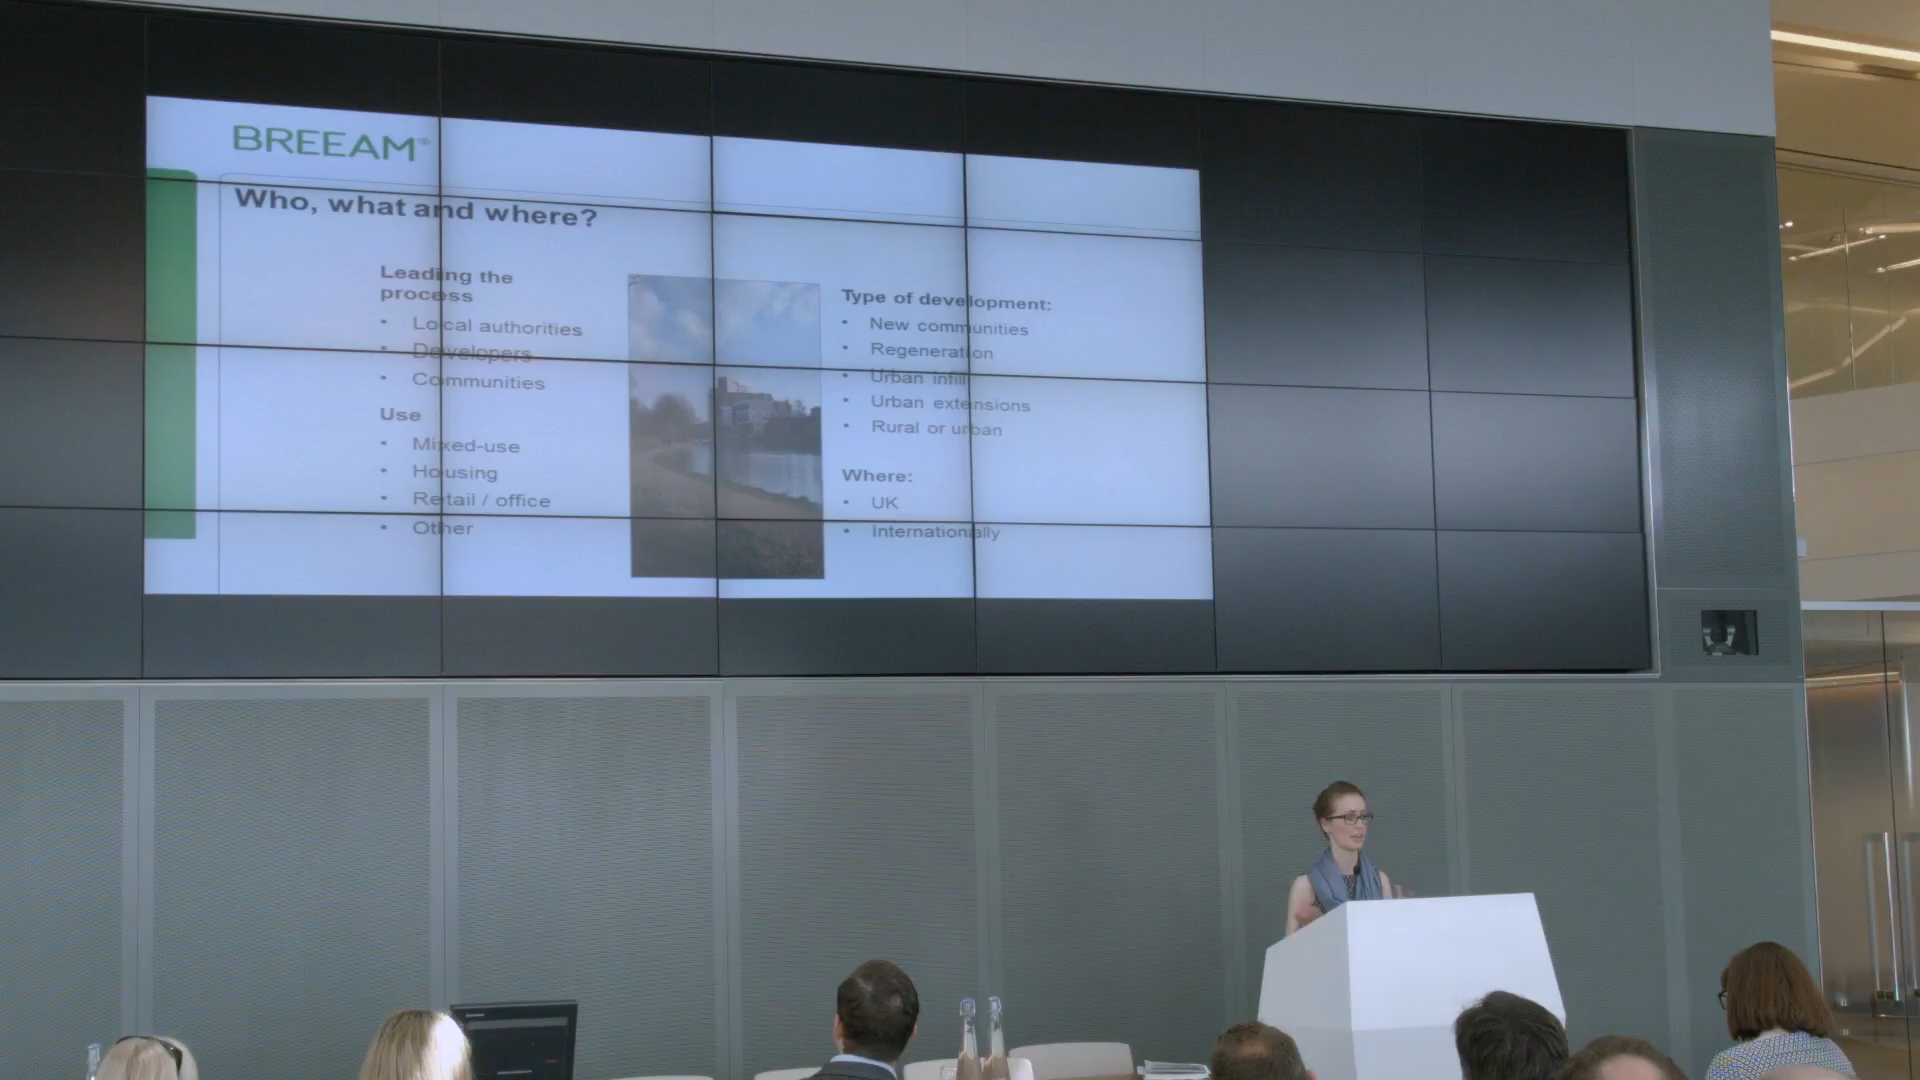 BREEAM®
Who, what and where?
Leading the
process
• Local authorities
• Developers
• Communities
Use
• Mixed-use
• Housing
• Retail / office
• Other
Type of development:
• New communities
• Regeneration
• Urban infill
• Urban extensions
• Rural or urban
Where:
• UK
• Internationally